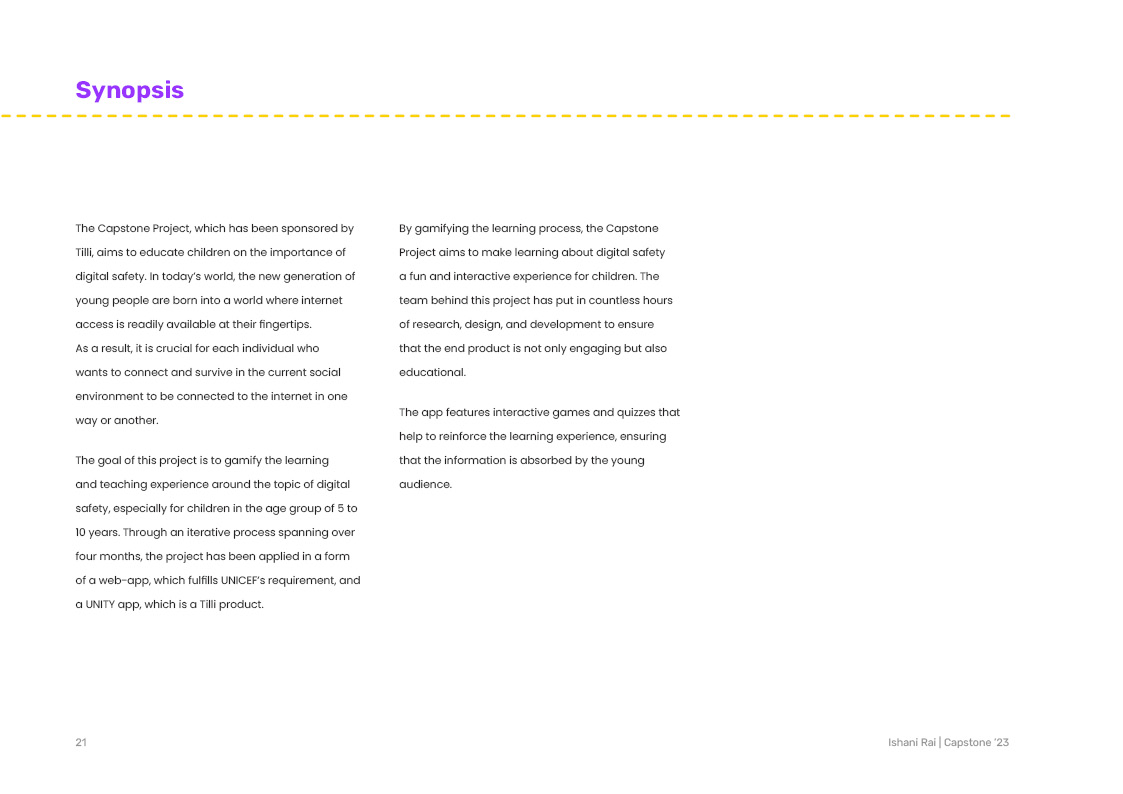 Synopsis
The Capstone Project, which has been sponsored by
Tilli, aims to educate children on the importance of
digital safety. In today's world, the new generation of
young people are born into a world where internet
access is readily available at their fingertips.
As a result, it is crucial for each individual who
wants to connect and survive in the current social
environment to be connected to the internet in one
way or another.
The goal of this project is to gamify the learning
and teaching experience around the topic of digital
safety, especially for children in the age group of 5 to
10 years. Through an iterative process spanning over
four months, the project has been applied in a form
of a web-app, which fulfills UNICEF's requirement, and
a UNITY app, which is a Tilli product.
By gamifying the learning process, the Capstone
Project aims to make learning about digital safety
a fun and interactive experience for children. The
team behind this project has put in countless hours
of research, design, and development to ensure
that the end product is not only engaging but also
educational.
The app features interactive games and quizzes that
help to reinforce the learning experience, ensuring
that the information is absorbed by the young
audience.
21
Ishani Rai | Capstone '23